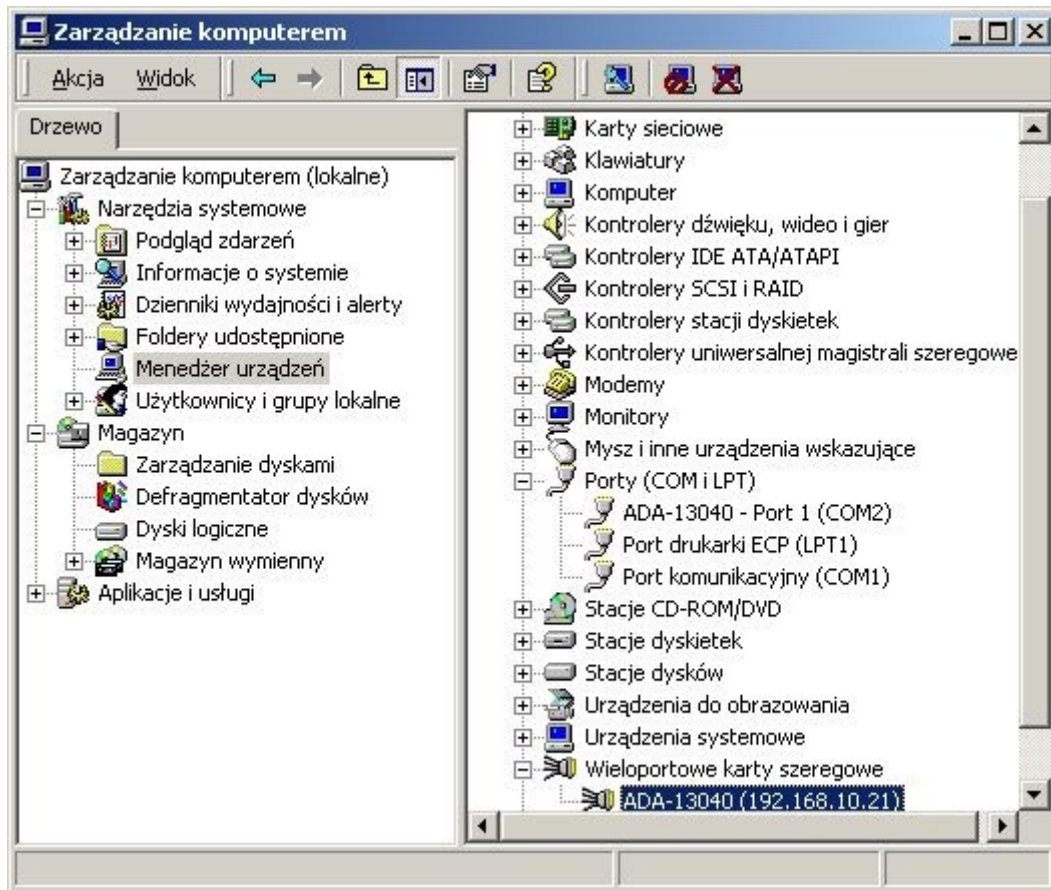 Zarządzanie komputerem
Akcja Widok
Drzewo
Zarządzanie komputerem (lokalne)
Narzędzia systemowe
Podgląd zdarzeń
Informacje o systemie
Dzienniki wydajności i alerty
Foldery udostępnione
Menedżer urządzeń
Użytkownicy i grupy lokalne
Magazyn
Zarządzanie dyskami
Defragmentator dysków
Dyski logiczne
Magazyn wymienny
Aplikacje i usługi
Karty sieciowe
Klawiatury
Komputer
Kontrolery dźwięku, wideo i gier
Kontrolery IDE ATA/ATAPI
Kontrolery SCSI i RAID
Kontrolery stacji dyskietek
Kontrolery uniwersalnej magistrali szeregowe
Modemy
Monitory
Mysz i inne urządzenia wskazujące
Porty (COM i LPT)
ADA-13040 - Port 1 (COM2)
Port drukarki ECP (LPT1)
Port komunikacyjny (COM1)
Stacje CD-ROM/DVD
Stacje dyskietek
Stacje dysków
Urządzenia do obrazowania
Urządzenia systemowe
Wieloportowe karty szeregowe
ADA-13040 (192.168.10.21)